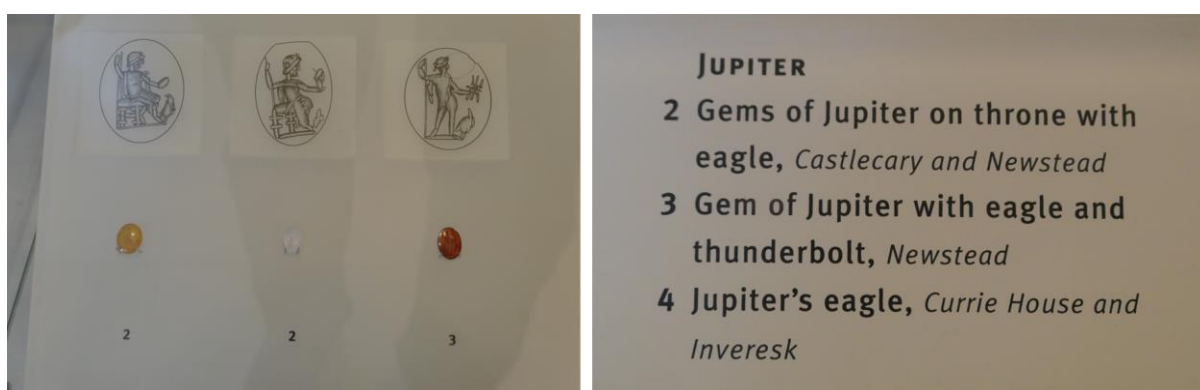 2
2
3
JUPITER
2 Gems of Jupiter on throne with
eagle, Castlecary and Newstead
3 Gem of Jupiter with eagle and
thunderbolt, Newstead
4 Jupiter's eagle, Currie House and
Inveresk